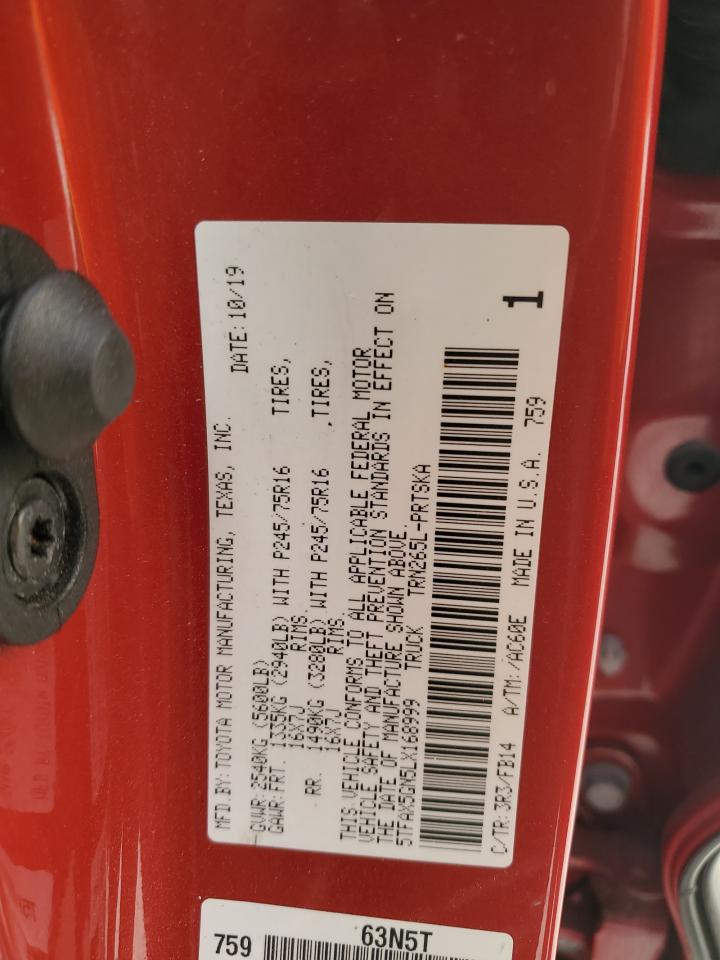 MFD.BY:TOYOTA MOTOR MANUFACTURING, TEXAS, INC.
DATE:10/19
GVWR:2540KG (5600LB)
GAWR:FRT. 1335KG (2940LB) WITH P245/75R16 TIRES,
16X7J RIMS.
RR. 1490KG (3280LB) WITH P245/75R16 ,TIRES,
16X7J RIMS.
THIS VEHICLE CONFORMS TO ALL APPLICABLE FEDERAL MOTOR
VEHICLE SAFETY AND THEFT PREVENTION STANDARDS IN EFFECT ON
THE DATE OF MANUFACTURE SHOWN ABOVE.
5TFAX5GN5LX168999 TRUCK TRN265L-PRTSKA
1
C/TR:3R3/FB14 A/TM:/AC60E MADE IN U.S.A. 759
759 63N5T